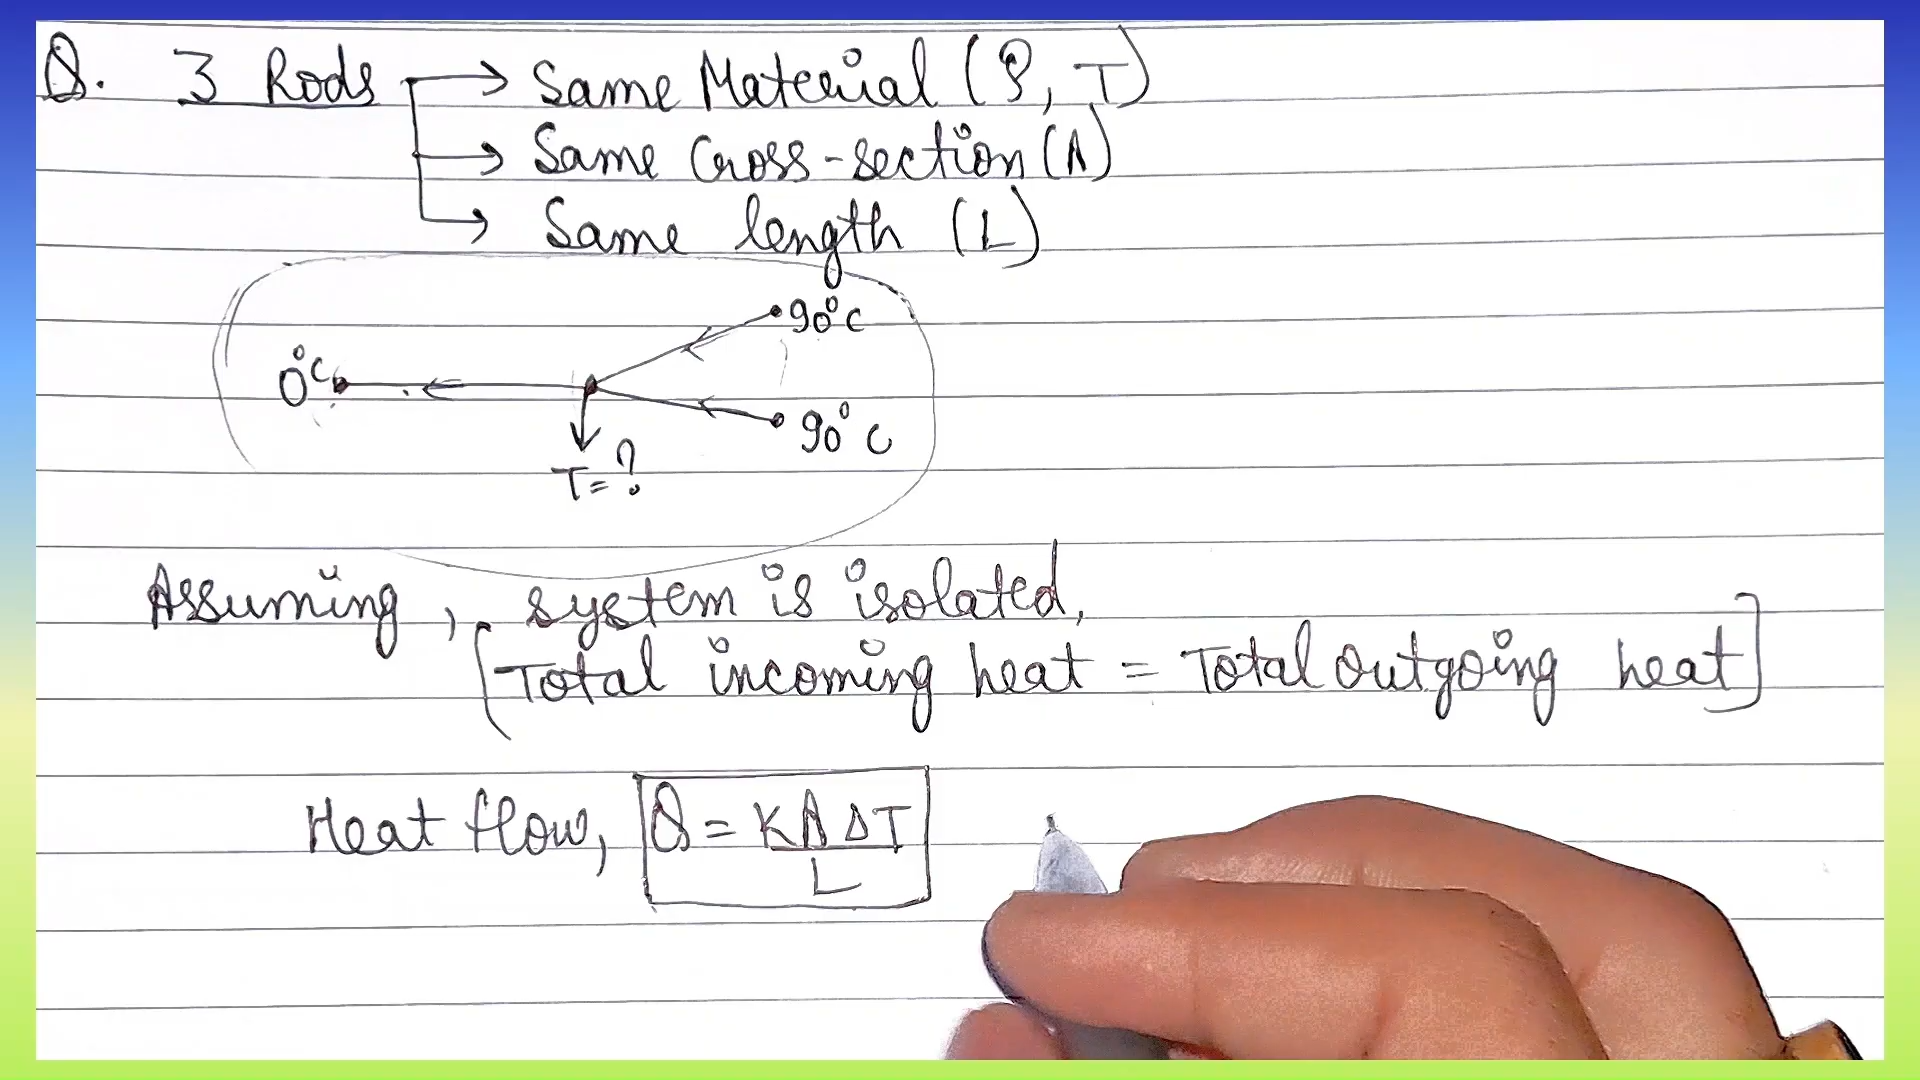 Q. 3 Rods → Same Material (ρ, T)
→ Same Cross-section (A)
→ Same length (L)
90°C
0°C
90°C
T=?
Assuming, system is isolated,
[Total incoming heat = Total outgoing heat]
Heat flow, Q = KAΔT
L